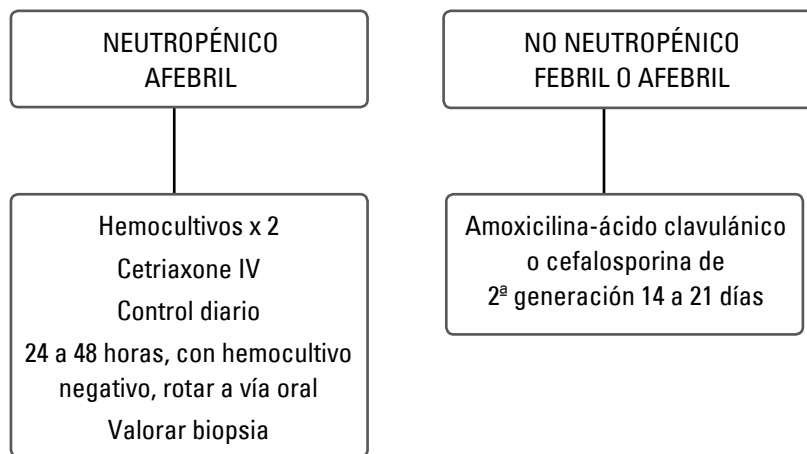 NEUTROPÉNICO
AFEBRIL
NO NEUTROPÉNICO
FEBRIL O AFEBRIL
Hemocultivos x 2
Cetriaxone IV
Control diario
24 a 48 horas, con hemocultivo
negativo, rotar a vía oral
Valorar biopsia
Amoxicilina-ácido clavulánico
o cefalosporina de
2ª generación 14 a 21 días